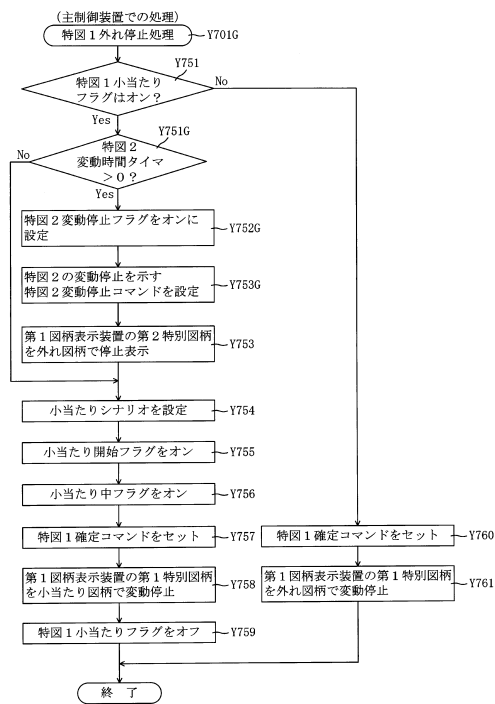 (主制御装置での処理)
特図1外れ停止処理
Y701G
Y751
特図1小当たり
フラグはオン?
No
Yes
Y751G
特図2
変動時間タイマ
>0?
No
Yes
特図2変動停止フラグをオンに
設定
Y752G
特図2の変動停止を示す
特図2変動停止コマンドを設定
Y753G
第1図柄表示装置の第2特別図柄
を外れ図柄で停止表示
Y753
小当たりシナリオを設定
Y754
小当たり開始フラグをオン
Y755
小当たり中フラグをオン
Y756
特図1確定コマンドをセット
Y757
特図1確定コマンドをセット
Y760
第1図柄表示装置の第1特別図柄
を小当たり図柄で変動停止
Y758
第1図柄表示装置の第1特別図柄
を外れ図柄で変動停止
Y761
特図1小当たりフラグをオフ
Y759
終 了